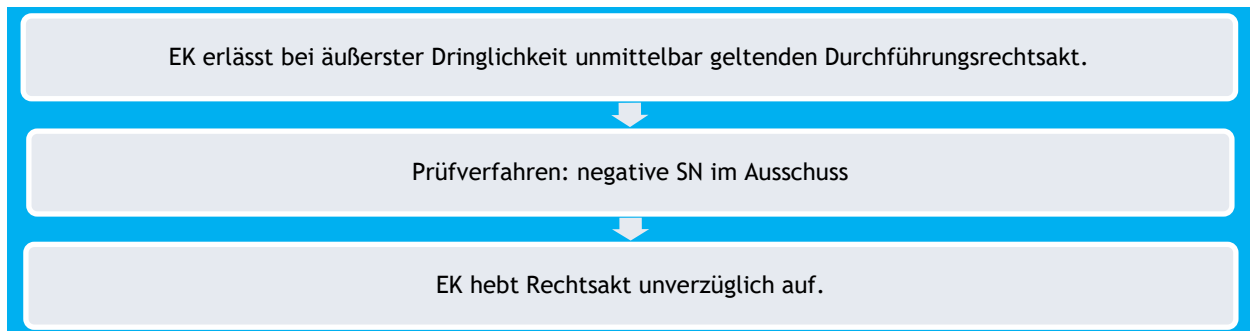 EK erlässt bei äußerster Dringlichkeit unmittelbar geltenden Durchführungsrechtsakt.
Prüfverfahren: negative SN im Ausschuss
EK hebt Rechtsakt unverzüglich auf.